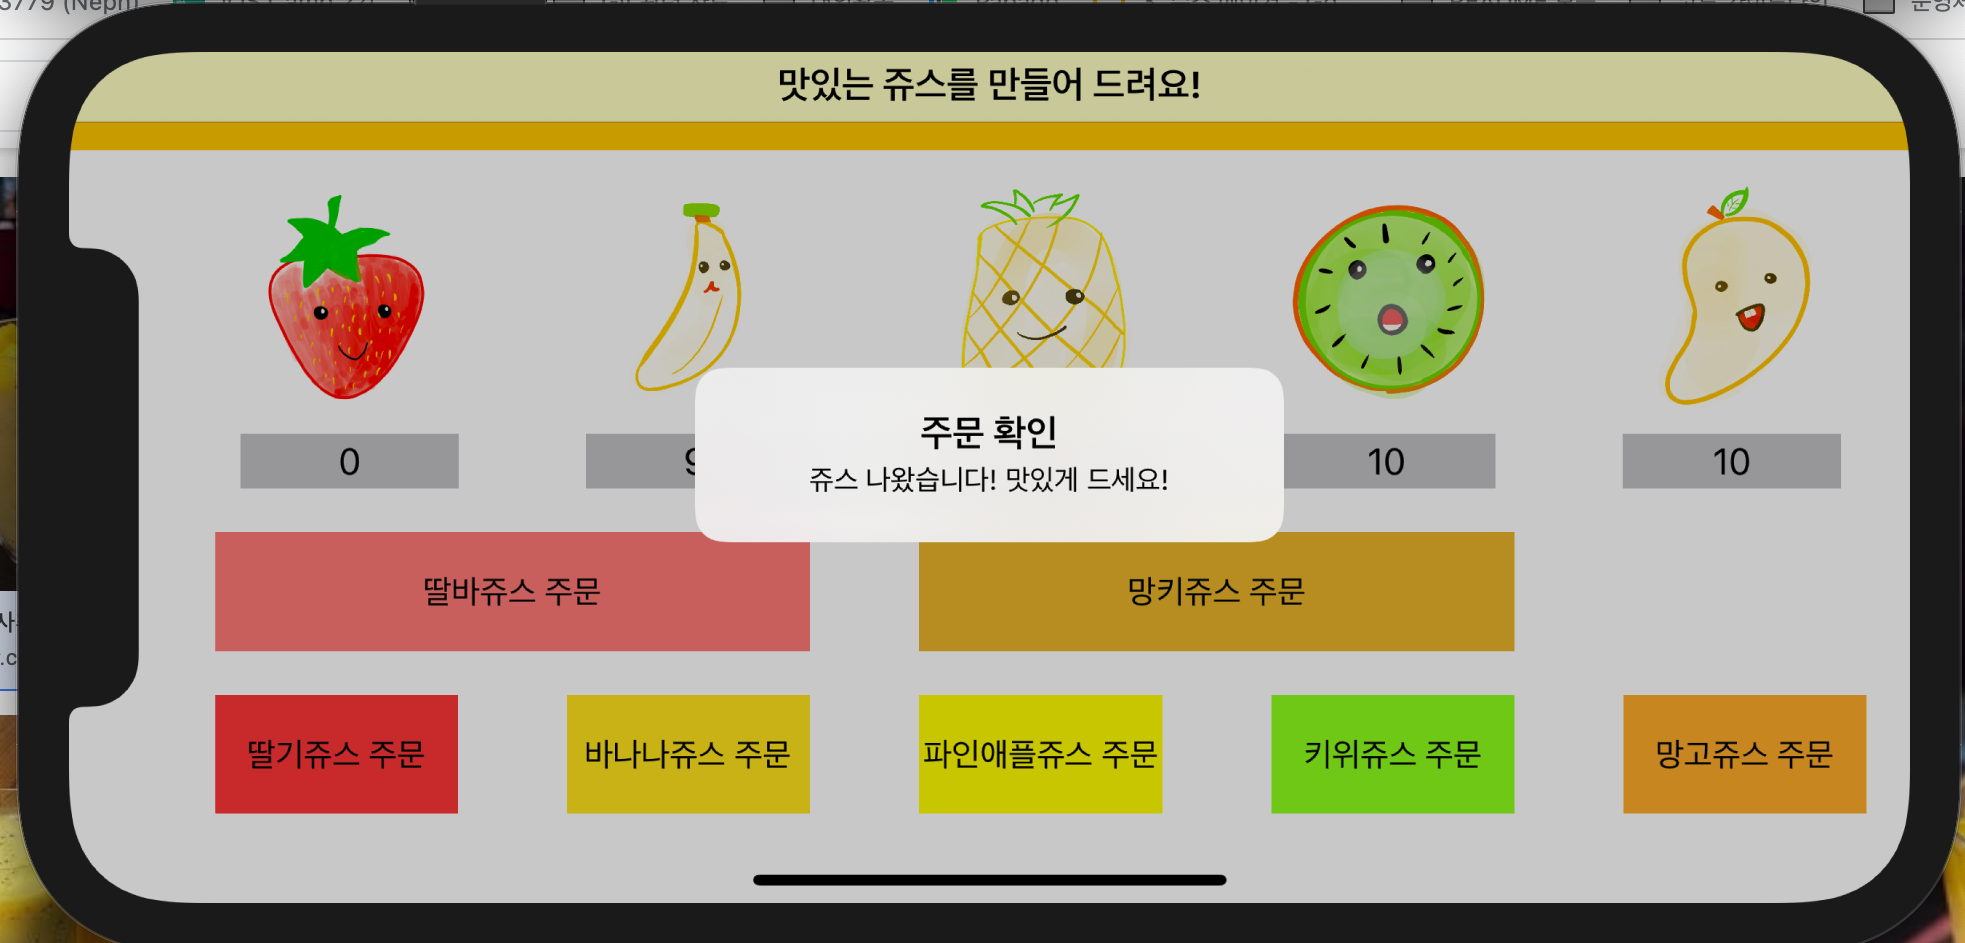 맛있는 쥬스를 만들어 드려요!
주문 확인
쥬스 나왔습니다! 맛있게 드세요!
0
9
10
10
딸바쥬스 주문
망키쥬스 주문
딸기쥬스 주문
바나나쥬스 주문
파인애플쥬스 주문
키위쥬스 주문
망고쥬스 주문